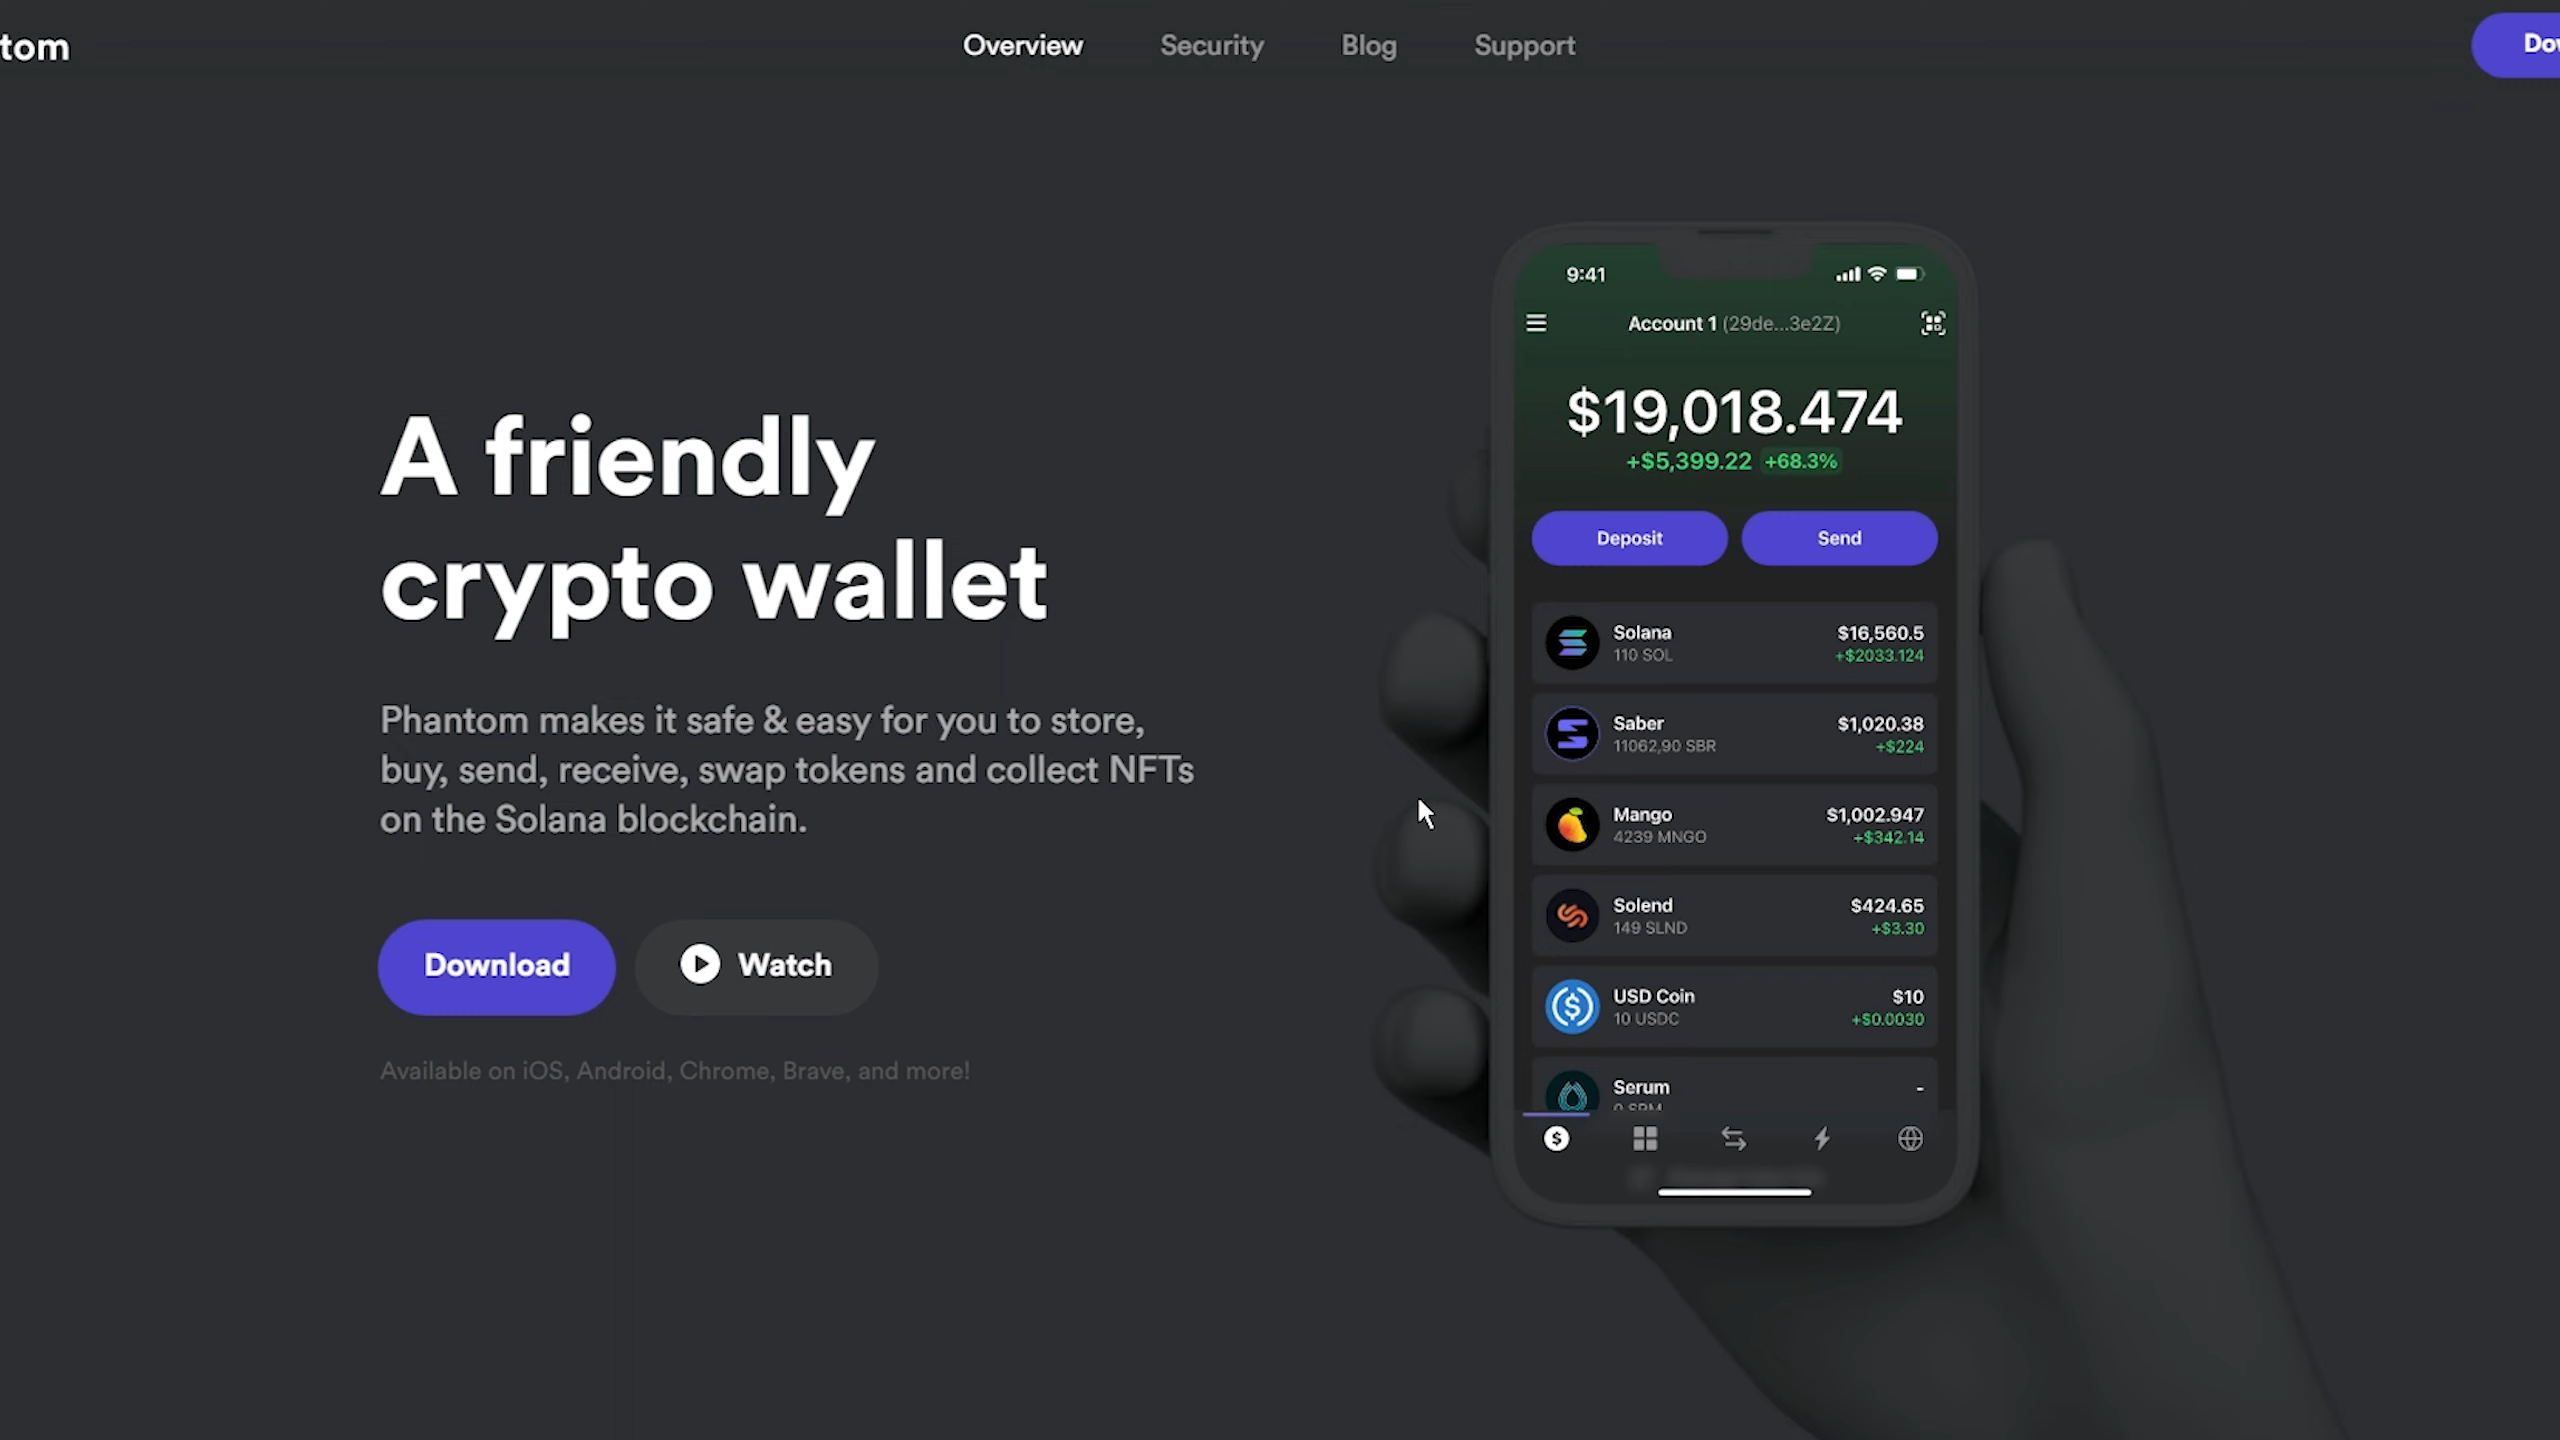 tom
Overview
Security
Blog
Support
Dow
A friendly
crypto wallet
Phantom makes it safe & easy for you to store,
buy, send, receive, swap tokens and collect NFTs
on the Solana blockchain.
Download
Watch
Available on iOS, Android, Chrome, Brave, and more!
9:41
Account 1 (29de...3e2Z)
$19,018.474
+$5,399.22 +68.3%
Deposit
Send
Solana $16,560.5
110 SOL +$2033.124
Saber $1,020.38
11062,90 SBR +$224
Mango $1,002.947
4239 MNGO +$342.14
Solend $424.65
149 SLND +$3.30
USD Coin $10
10 USDC +$0.0030
Serum -
0 SRM